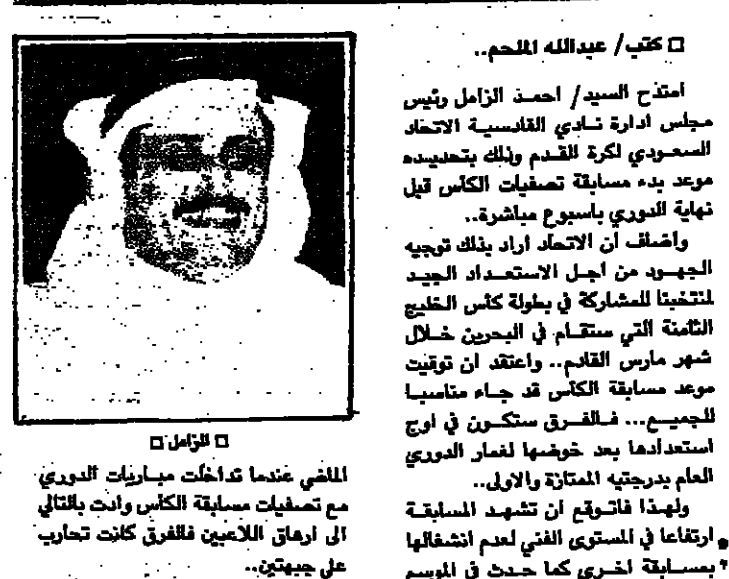 □ كتب/ عبدالله الملحم..
امتدح السيد/ احمد الزامل رئيس
مجلس ادارة نادي القادسية الاتحاد
السعودي لكرة القدم وذلك بتحديده
موعد بدء مسابقة تصفيات الكأس قبل
نهاية الدوري باسبوع مباشرة..
وأضاف ان الاتحاد اراد بذلك توجيه
الجهود من اجل الاستعداد الجيد
لمنتخبنا للمشاركة في بطولة كأس الخليج
الثامنة التي ستقام في البحرين خلال
شهر مارس القادم.. واعتقد ان توقيت
موعد مسابقة الكأس قد جاء مناسبا
للجميع... فالفرق ستكون في اوج
استعدادها بعد خوضها لغمار الدوري
العام بدرجتيه الممتازة والاولى..
ولهذا فاتوقع ان تشهد المسابقة
ارتفاعا في المستوى الفني لعدم انشغالها
بمسابقة اخرى كما حدث في الموسم
□ الزامل □
الماضي عندما تداخلت مباريات الدوري
مع تصفيات مسابقة الكأس وادت بالتالي
الى ارهاق اللاعبين فالفرق كانت تحارب
على جبهتين..